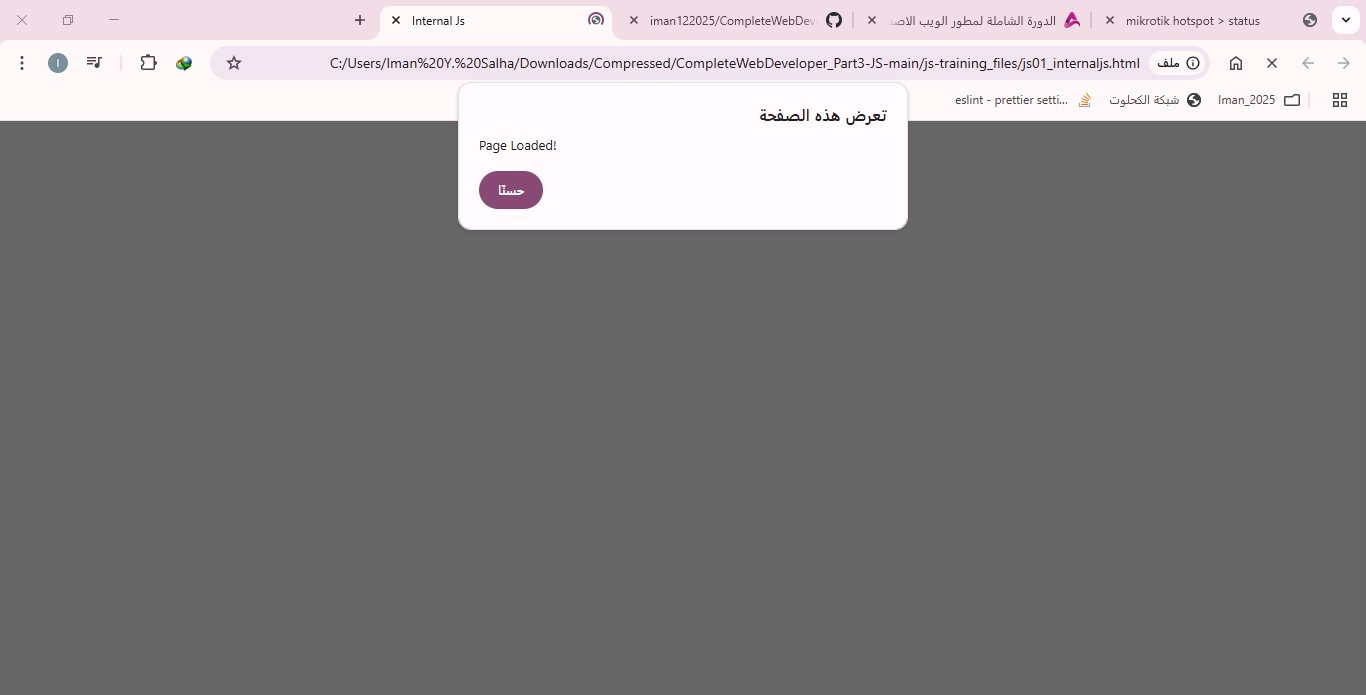 mikrotik hotspot > status
الدورة الشاملة لمطور الويب الاصد
iman122025/CompleteWebDev
Internal Js
ملف
C:/Users/Iman%20Y.%20Salha/Downloads/Compressed/CompleteWebDeveloper_Part3-JS-main/js-training_files/js01_internaljs.html
I
Iman_2025
شبكة الكحلوت
eslint - prettier setti...
تعرض هذه الصفحة
Page Loaded!
حسنًا